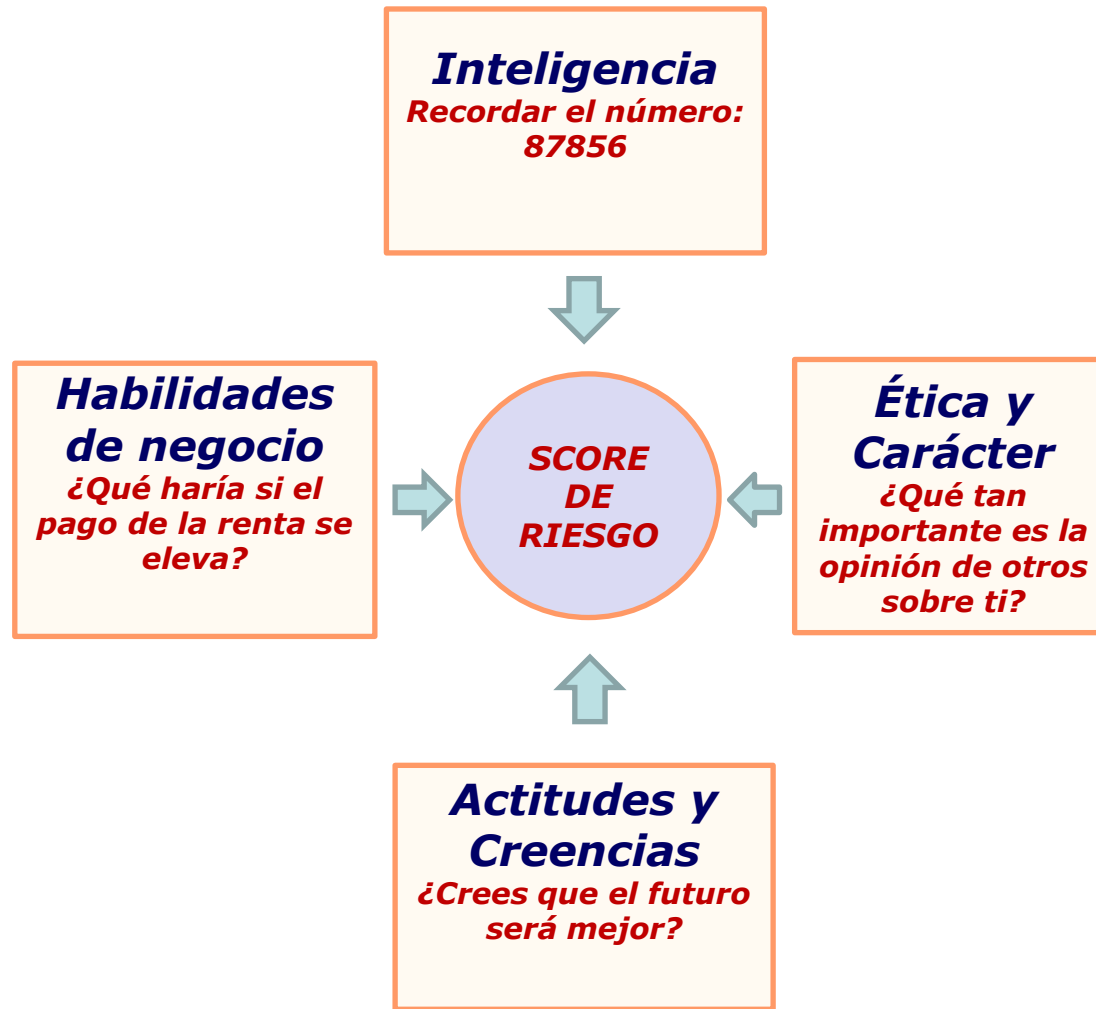 Inteligencia
Recordar el número:
87856
Habilidades
de negocio
¿Qué haría si el
pago de la renta se
eleva?
SCORE
DE
RIESGO
Ética y
Carácter
¿Qué tan
importante es la
opinión de otros
sobre ti?
Actitudes y
Creencias
¿Crees que el futuro
será mejor?